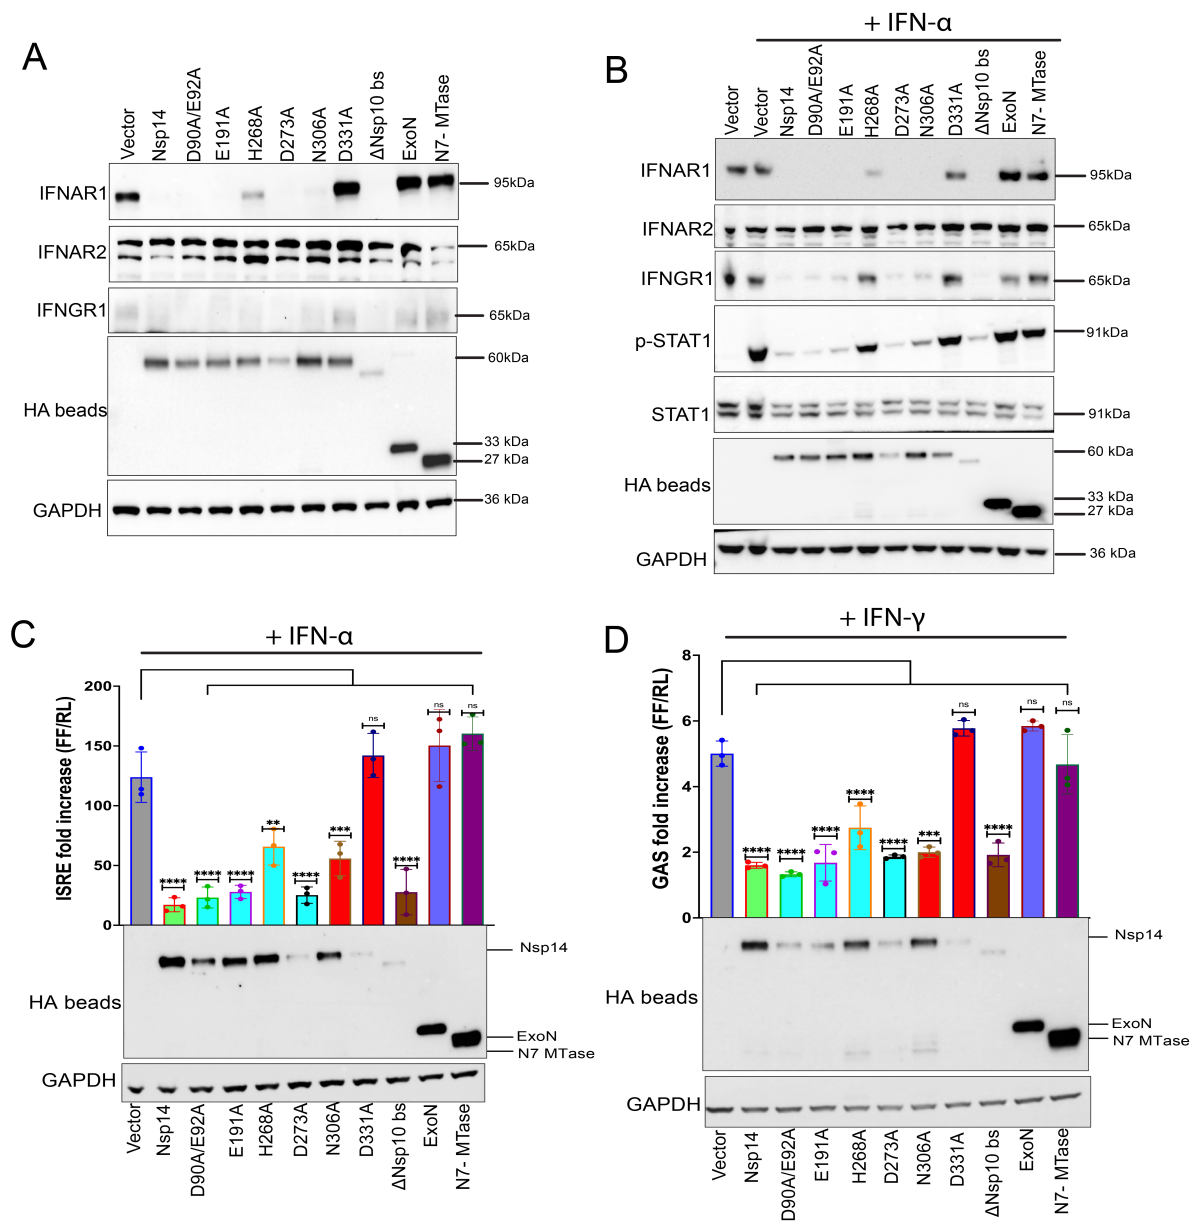 A
Vector
Nsp14
D90A/E92A
E191A
H268A
D273A
N306A
D331A
ΔNsp10 bs
ExoN
N7- MTase
IFNAR1
95kDa
IFNAR2
65kDa
IFNGR1
65kDa
HA beads
60kDa
33 kDa
27 kDa
GAPDH
36 kDa
B
+ IFN-α
Vector
Vector
Nsp14
D90A/E92A
E191A
H268A
D273A
N306A
D331A
ΔNsp10 bs
ExoN
N7- MTase
IFNAR1
95kDa
IFNAR2
65kDa
IFNGR1
65kDa
p-STAT1
91kDa
STAT1
91kDa
HA beads
60 kDa
33 kDa
27 kDa
GAPDH
36 kDa
C
+ IFN-α
ISRE fold increase (FF/RL)
200
150
100
50
0
****
****
****
**
****
***
ns
****
ns
ns
HA beads
Nsp14
ExoN
N7 MTase
GAPDH
Vector
Nsp14
D90A/E92A
E191A
H268A
D273A
N306A
D331A
ΔNsp10 bs
ExoN
N7- MTase
D
+ IFN-γ
GAS fold increase (FF/RL)
8
6
4
2
0
****
****
****
****
****
***
ns
****
ns
ns
HA beads
Nsp14
ExoN
N7 MTase
GAPDH
Vector
Nsp14
D90A/E92A
E191A
H268A
D273A
N306A
D331A
ΔNsp10 bs
ExoN
N7- MTase